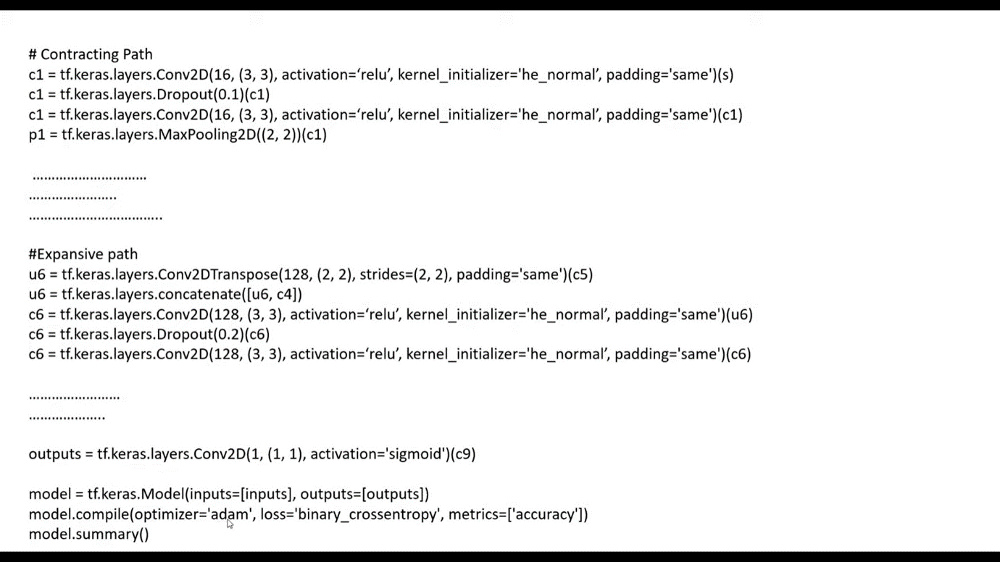 # Contracting Path
c1 = tf.keras.layers.Conv2D(16, (3, 3), activation=‘relu’, kernel_initializer='he_normal’, padding='same')(s)
c1 = tf.keras.layers.Dropout(0.1)(c1)
c1 = tf.keras.layers.Conv2D(16, (3, 3), activation=‘relu’, kernel_initializer='he_normal’, padding='same')(c1)
p1 = tf.keras.layers.MaxPooling2D((2, 2))(c1)
…………………………
…………………..
……………………………..
#Expansive path
u6 = tf.keras.layers.Conv2DTranspose(128, (2, 2), strides=(2, 2), padding='same')(c5)
u6 = tf.keras.layers.concatenate([u6, c4])
c6 = tf.keras.layers.Conv2D(128, (3, 3), activation=‘relu’, kernel_initializer='he_normal’, padding='same')(u6)
c6 = tf.keras.layers.Dropout(0.2)(c6)
c6 = tf.keras.layers.Conv2D(128, (3, 3), activation=‘relu’, kernel_initializer='he_normal’, padding='same')(c6)
……………………
………………..
outputs = tf.keras.layers.Conv2D(1, (1, 1), activation='sigmoid')(c9)
model = tf.keras.Model(inputs=[inputs], outputs=[outputs])
model.compile(optimizer='adam', loss='binary_crossentropy', metrics=['accuracy'])
model.summary()